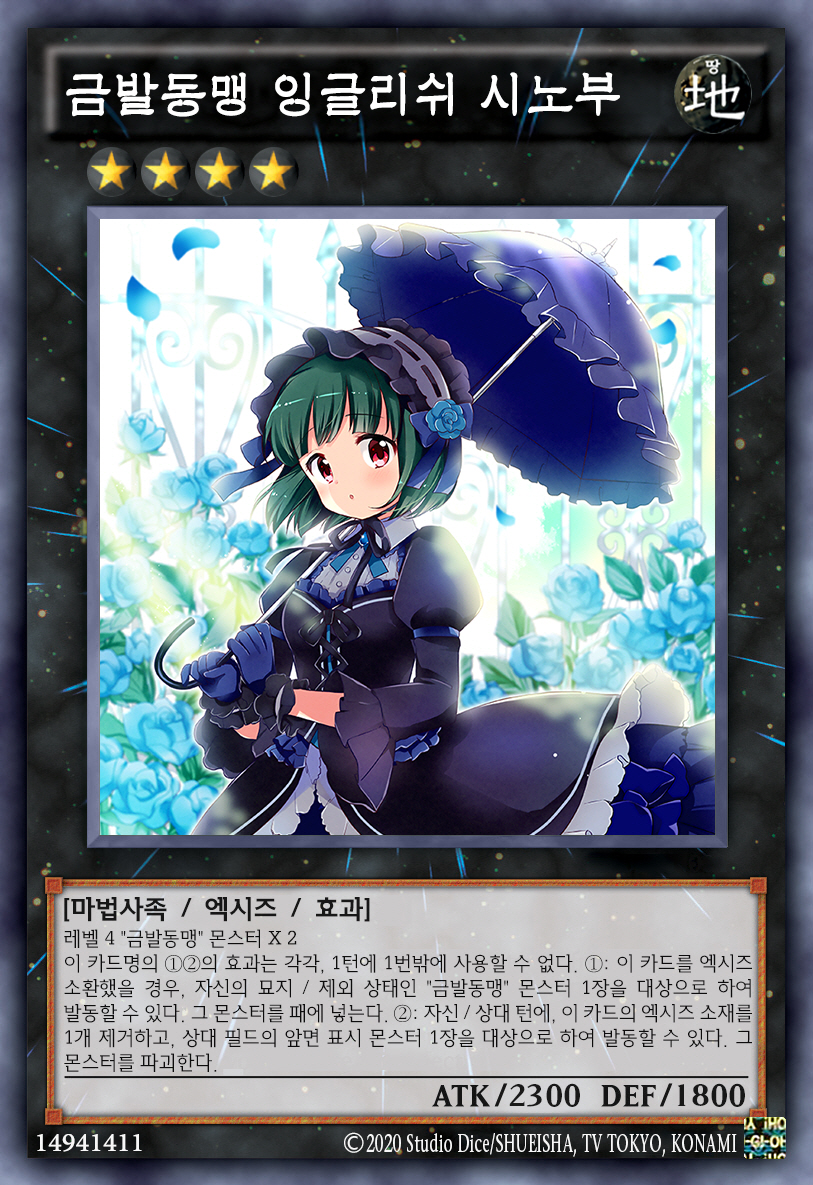 금발동맹 잉글리쉬 시노부
땅
地
[마법사족 / 엑시즈 / 효과]
레벨 4 "금발동맹" 몬스터 X 2
이 카드명의 ①②의 효과는 각각, 1턴에 1번밖에 사용할 수 없다. ①: 이 카드를 엑시즈
소환했을 경우, 자신의 묘지 / 제외 상태인 "금발동맹" 몬스터 1장을 대상으로 하여
발동할 수 있다. 그 몬스터를 패에 넣는다. ②: 자신 / 상대 턴에, 이 카드의 엑시즈 소재를
1개 제거하고, 상대 필드의 앞면 표시 몬스터 1장을 대상으로 하여 발동할 수 있다. 그
몬스터를 파괴한다.
ATK/2300 DEF/1800
14941411
©2020 Studio Dice/SHUEISHA, TV TOKYO, KONAMI